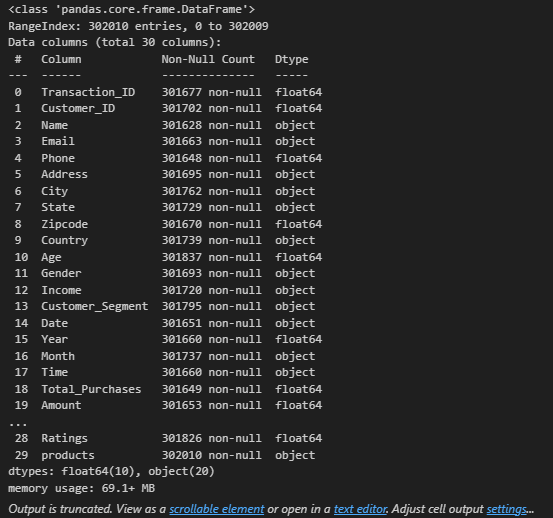 <class 'pandas.core.frame.DataFrame'>
RangeIndex: 302010 entries, 0 to 302009
Data columns (total 30 columns):
 #   Column            Non-Null Count   Dtype
---  ------            --------------   -----
 0   Transaction_ID    301677 non-null  float64
 1   Customer_ID       301702 non-null  float64
 2   Name              301628 non-null  object
 3   Email             301663 non-null  object
 4   Phone             301648 non-null  float64
 5   Address           301695 non-null  object
 6   City              301762 non-null  object
 7   State             301729 non-null  object
 8   Zipcode           301670 non-null  float64
 9   Country           301739 non-null  object
 10  Age               301837 non-null  float64
 11  Gender            301693 non-null  object
 12  Income            301720 non-null  object
 13  Customer_Segment  301795 non-null  object
 14  Date              301651 non-null  object
 15  Year              301660 non-null  float64
 16  Month             301737 non-null  object
 17  Time              301660 non-null  object
 18  Total_Purchases   301649 non-null  float64
 19  Amount            301653 non-null  float64
...
 28  Ratings           301826 non-null  float64
 29  products          302010 non-null  object
dtypes: float64(10), object(20)
memory usage: 69.1+ MB
Output is truncated. View as a scrollable element or open in a text editor. Adjust cell output settings...